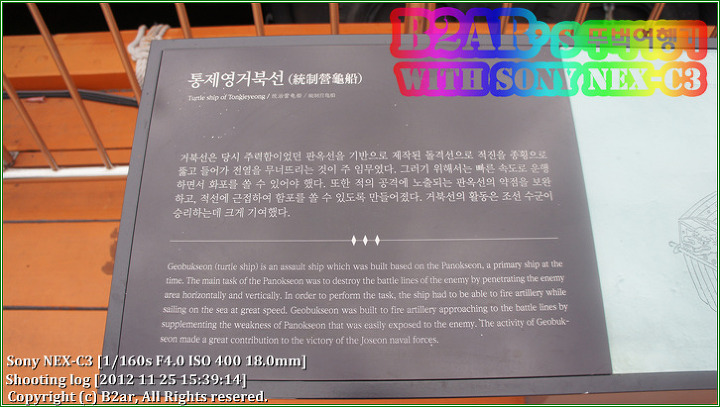 B2AR's 뚜벅여행기
WITH SONY NEX-C3
통제영거북선 (統制營龜船)
Turtle ship of Tongjeyeong /
거북선은 당시 주력함이었던 판옥선을 기반으로 제작된 돌격선으로 적진을 종횡으로
뚫고 들어가 전열을 무너뜨리는 것이 주 임무였다. 그러기 위해서는 빠른 속도로 운행
하면서 화포를 쏠 수 있어야 했다. 또한 적의 공격에 노출되는 판옥선의 약점을 보완
하고, 적선에 근접하여 함포를 쏠 수 있도록 만들어졌다. 거북선의 활동은 조선 수군이
승리하는데 크게 기여했다.
Geobukseon (turtle ship) is an assault ship which was built based on the Panokseon, a primary ship at the
time. The main task of the Panokseon was to destroy the battle lines of the enemy by penetrating the enemy
area horizontally and vertically. In order to perform the task, the ship had to be able to fire artillery while
sailing on the sea at great speed. Geobukseon was built to fire artillery approaching to the battle lines by
supplementing the weakness of Panokseon that was easily exposed to the enemy. The activity of Geobuk-
seon made a great contribution to the victory of the Joseon naval forces.
Sony NEX-C3 [1/160s F4.0 ISO 400 18.0mm]
Shooting log [2012 11 25 15:39:14]
Copyright (c) B2ar, All Rights resered.